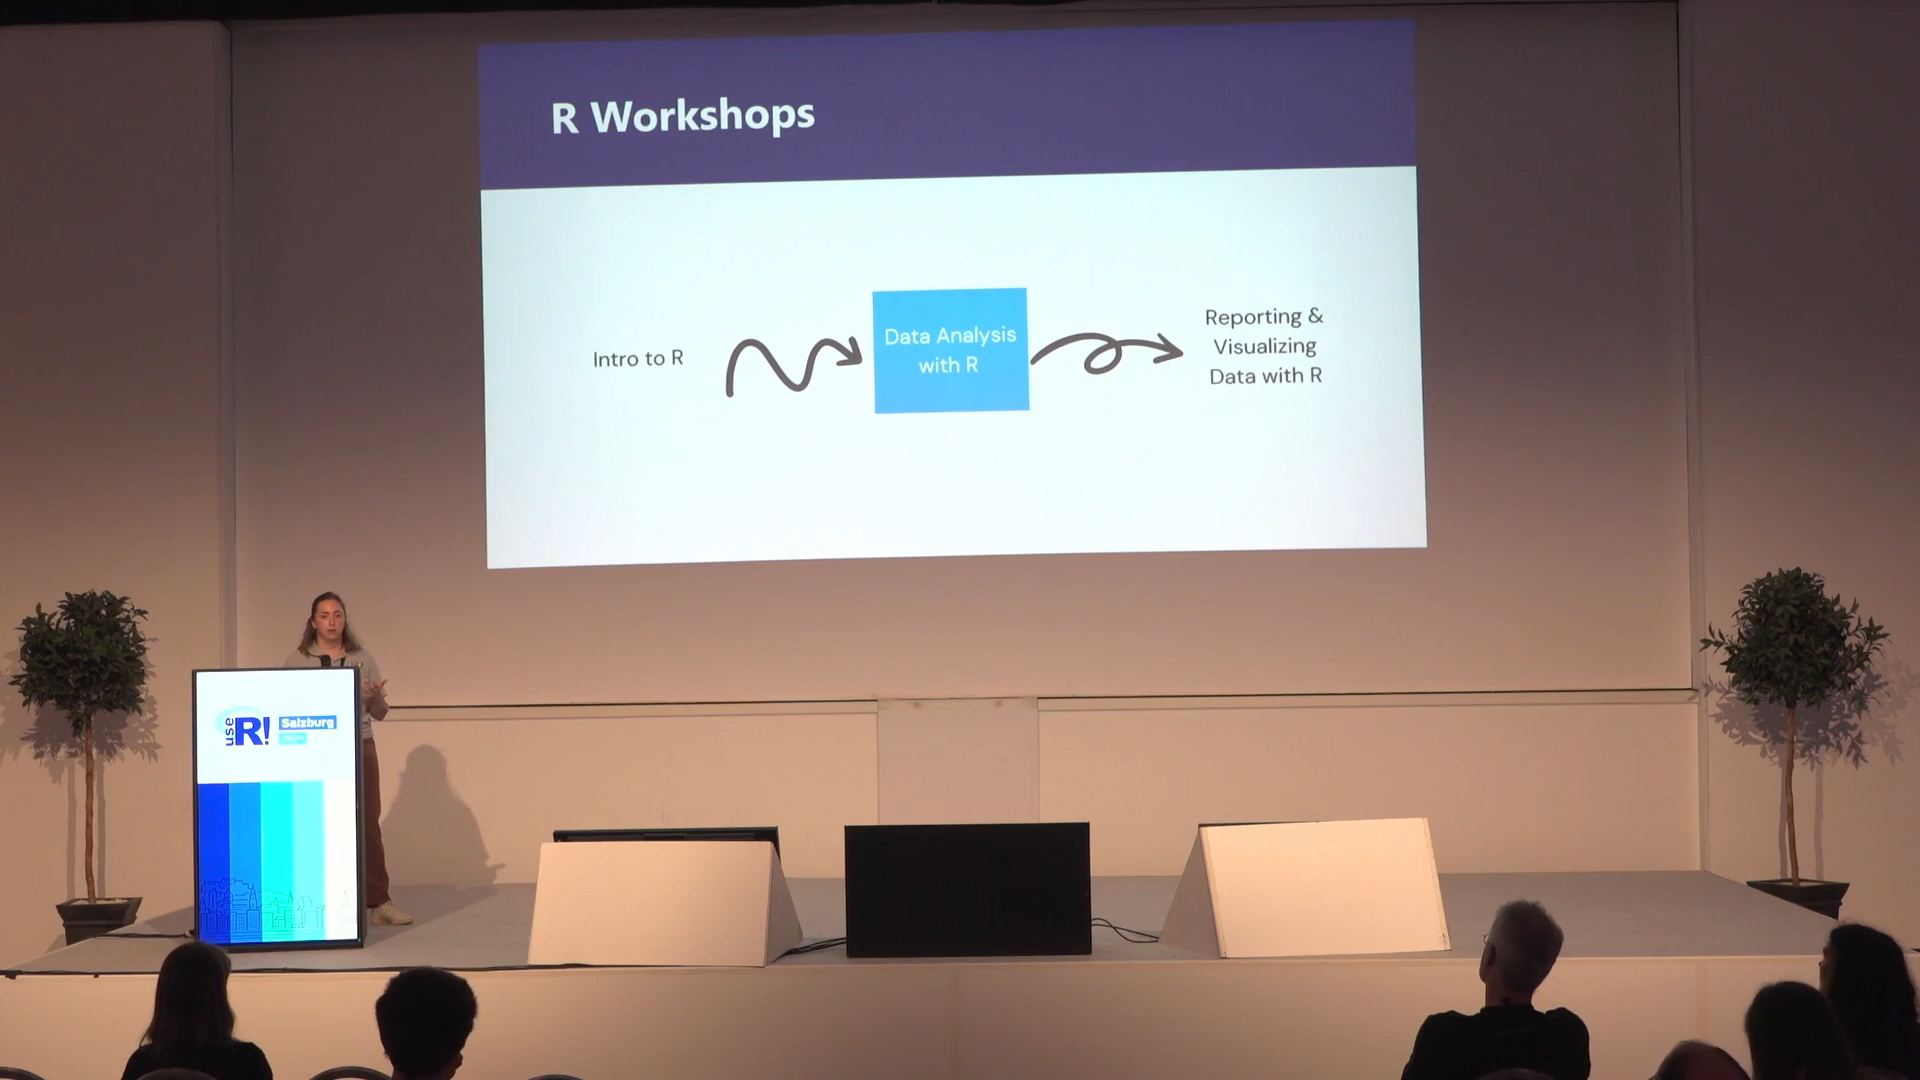 R Workshops
Intro to R
Data Analysis
with R
Reporting &
Visualizing
Data with R
use
R!
Salzburg